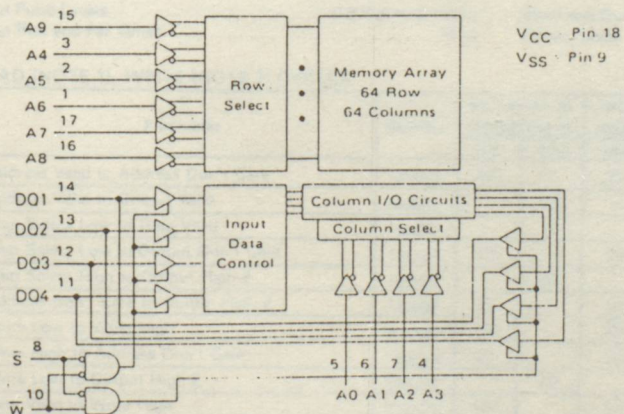 A9 15
A4 3
A5 2
A6 1
A7 17
A8 16
Row
Select
Memory Array
64 Row
64 Columns
VCC Pin 18
VSS Pin 9
DQ1 14
DQ2 13
DQ3 12
DQ4 11
Input
Data
Control
Column I/O Circuits
Column Select
S 8
W 10
5 6 7 4
A0 A1 A2 A3